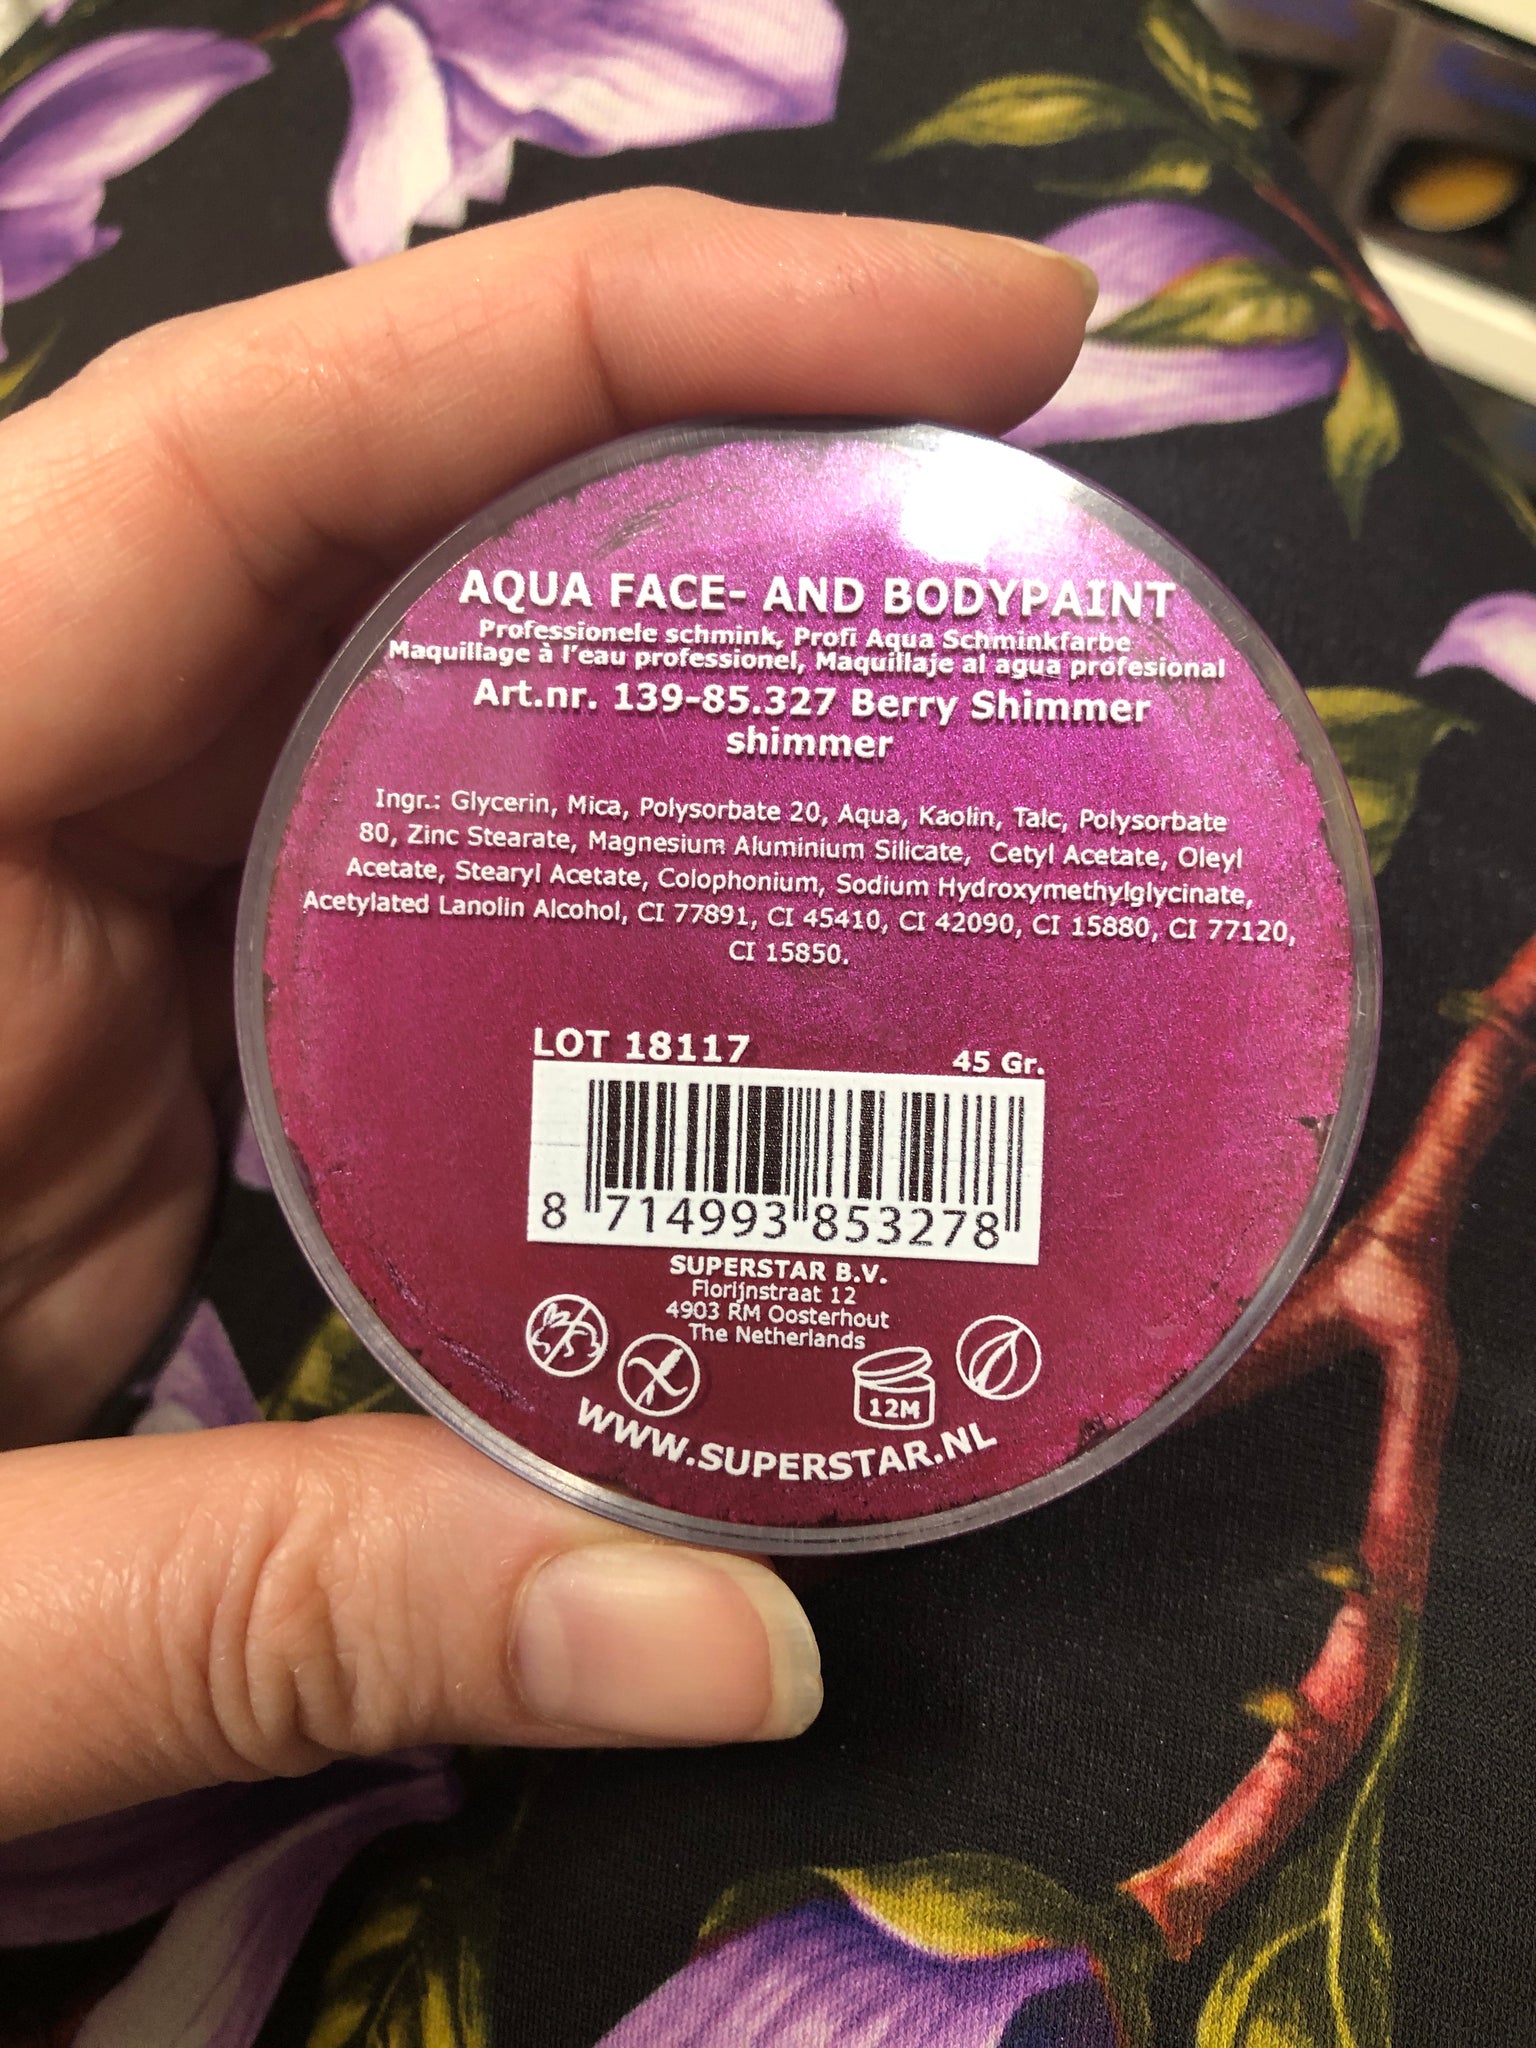 AQUA FACE- AND BODYPAINT
Professionele schmink, Profi Aqua Schminkfarbe
Maquillage à l'eau professionel, Maquillaje al agua profesional
Art.nr. 139-85.327 Berry Shimmer
shimmer
Ingr.: Glycerin, Mica, Polysorbate 20, Aqua, Kaolin, Talc, Polysorbate
80, Zinc Stearate, Magnesium Aluminium Silicate, Cetyl Acetate, Oleyl
Acetate, Stearyl Acetate, Colophonium, Sodium Hydroxymethylglycinate,
Acetylated Lanolin Alcohol, CI 77891, CI 45410, CI 42090, CI 15880, CI 77120,
CI 15850.
LOT 18117 45 Gr.
8 714993 853278
SUPERSTAR B.V.
Florijnstraat 12
4903 RM Oosterhout
The Netherlands
12M
WWW.SUPERSTAR.NL